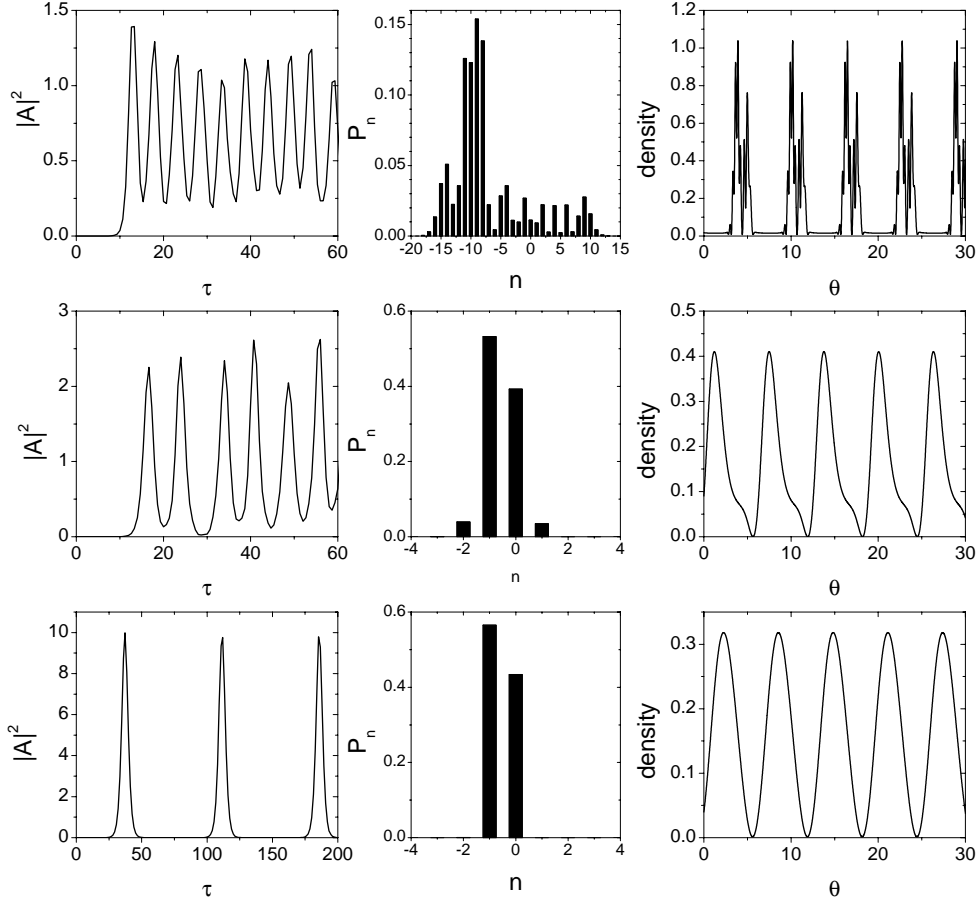 1.5
1.0
0.5
0.0
|A|²
0 20 40 60
τ
0.15
0.10
0.05
0.00
P_n
-20 -15 -10 -5 0 5 10 15
n
1.2
1.0
0.8
0.6
0.4
0.2
0.0
density
0 10 20 30
θ
3
2
1
0
|A|²
0 20 40 60
τ
0.6
0.4
0.2
0.0
P_n
-4 -2 0 2 4
n
0.5
0.4
0.3
0.2
0.1
0.0
density
0 10 20 30
θ
10
8
6
4
2
0
|A|²
0 50 100 150 200
τ
0.6
0.4
0.2
0.0
P_n
-4 -2 0 2 4
n
0.3
0.2
0.1
0.0
density
0 10 20 30
θ